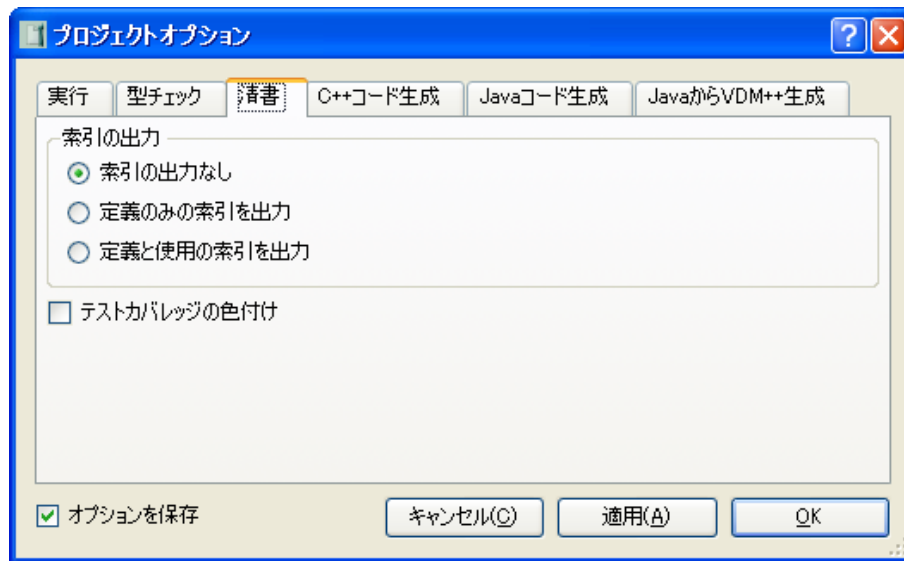 プロジェクトオプション
実行 型チェック 清書 C++コード生成 Javaコード生成 JavaからVDM++生成
索引の出力
索引の出力なし
定義のみの索引を出力
定義と使用の索引を出力
テストカバレッジの色付け
オプションを保存 キャンセル(C) 適用(A) OK